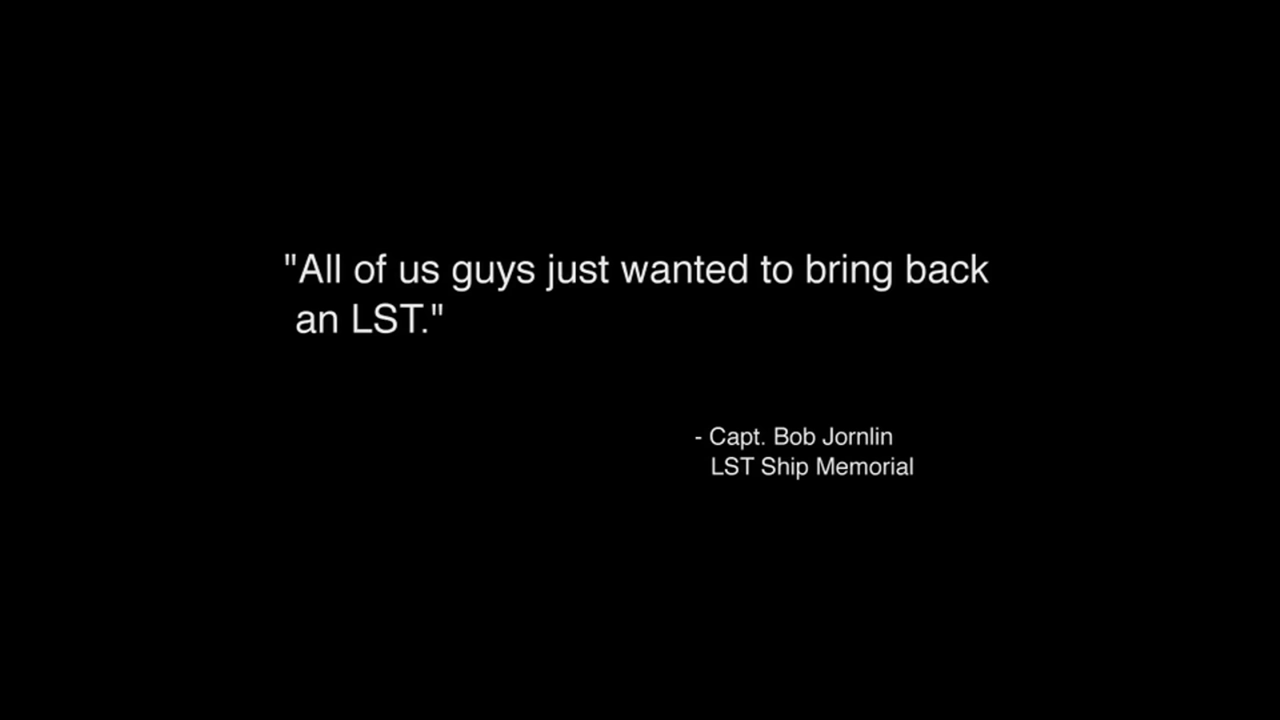 "All of us guys just wanted to bring back
an LST."
- Capt. Bob Jornlin
LST Ship Memorial